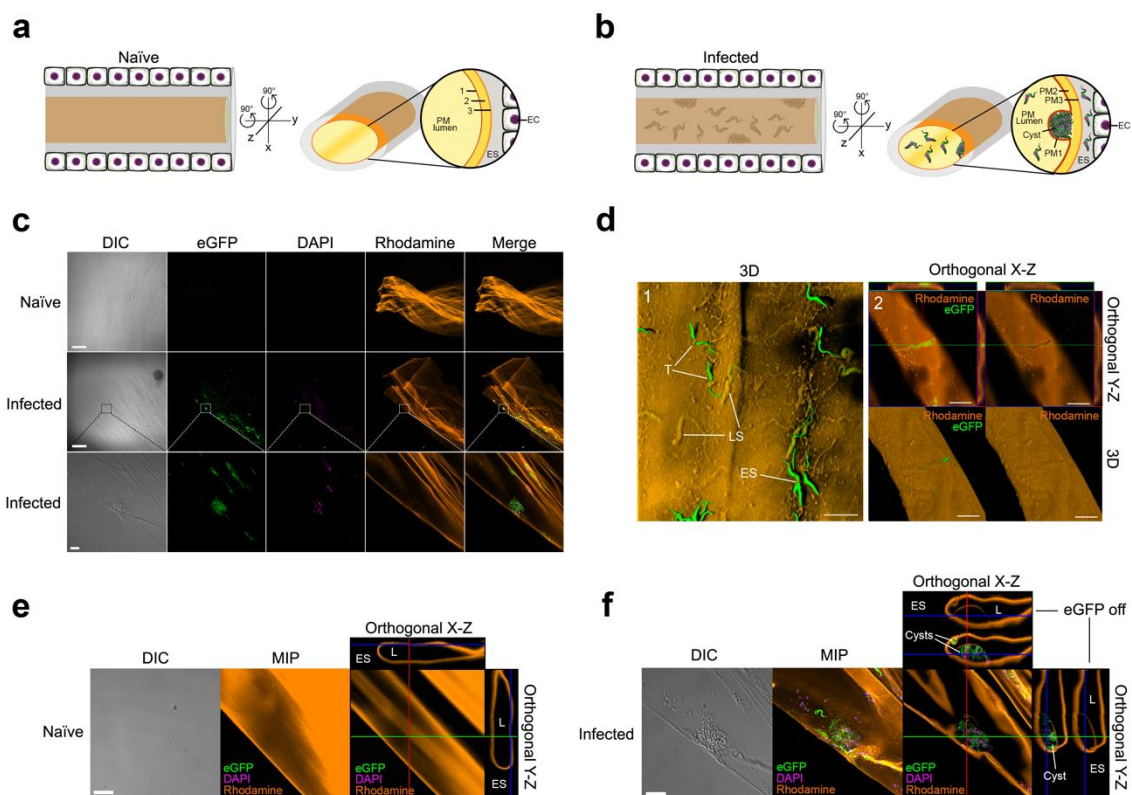 a
Naïve
90°
90°
z
y
x
PM
lumen
1
2
3
EC
ES
b
Infected
90°
90°
z
y
x
PM2
PM3
PM
Lumen
Cyst
PM1
ES
EC
c
DIC eGFP DAPI Rhodamine Merge
Naïve
Infected
Infected
d
3D
1
T
LS
ES
Orthogonal X-Z
2
Rhodamine
eGFP
Rhodamine
Orthogonal Y-Z
Rhodamine
eGFP
Rhodamine
3D
e
Orthogonal X-Z
DIC MIP
ES
L
Naïve
eGFP
DAPI
Rhodamine
L
ES
Orthogonal Y-Z
f
Orthogonal X-Z
ES
L
eGFP off
Cysts
DIC MIP
Infected
eGFP
DAPI
Rhodamine
eGFP
DAPI
Rhodamine
L
Cyst
ES
Orthogonal Y-Z